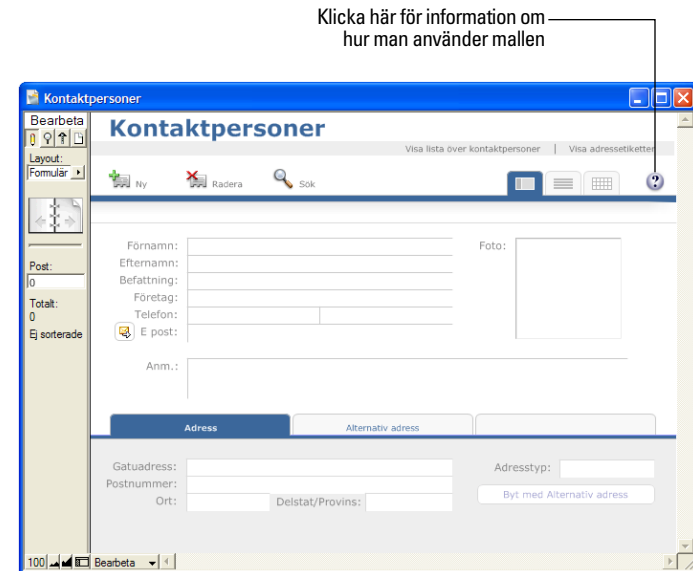 Klicka här för information om
hur man använder mallen
Kontaktpersoner
Bearbeta
Layout:
Formulär
Post:
0
Totalt:
0
Ej sorterade
Kontaktpersoner
Visa lista över kontaktpersoner | Visa adressetiketter
Ny Radera Sök ?
Förnamn: Foto:
Efternamn:
Befattning:
Företag:
Telefon:
E post:
Anm.:
Adress Alternativ adress
Gatuadress: Adresstyp:
Postnummer:
Byt med Alternativ adress
Ort: Delstat/Provins:
100 Bearbeta